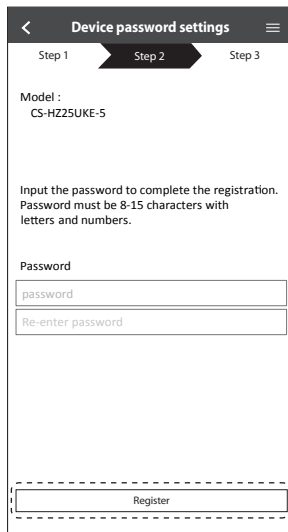 Device password settings
Step 1 Step 2 Step 3
Model :
CS-HZ25UKE-5
Input the password to complete the registration.
Password must be 8-15 characters with
letters and numbers.
Password
password
Re-enter password
Register